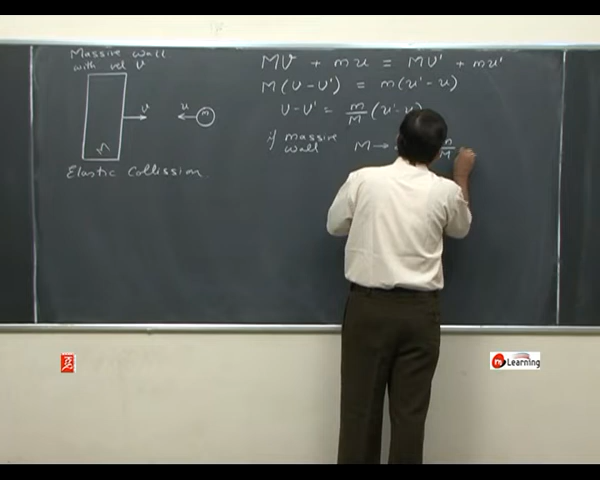 Massive wall
with vel V
V
u
m
M
Elastic Collission
MV + mu = MV' + mu'
M(V - V') = m(u' - u)
V - V' = m/M (u' - u)
if massive
wall
M →
m/M
Learning